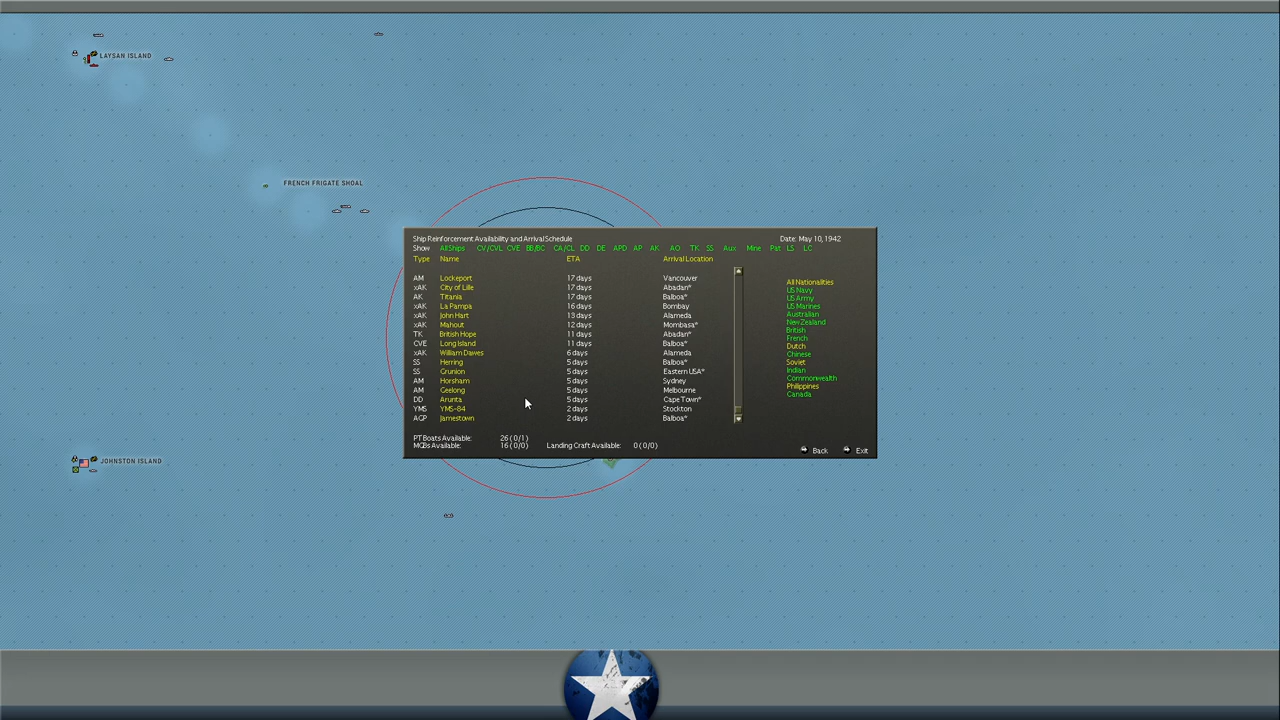 LAYSAN ISLAND
FRENCH FRIGATE SHOAL
Ship Reinforcement Availability and Arrival Schedule Date: May 10, 1942
Show All Ships CV/CVL CVE BB/BC CA/CL DD DE APD AP AK AO TK SS Aux Mine Pat LS LC
Type Name ETA Arrival Location
AM Lockeport 17 days Vancouver
xAK City of Lille 17 days Abadan*
AK Titania 17 days Balboa*
xAK La Pampa 16 days Bombay
xAK John Hart 13 days Alameda
xAK Mahout 12 days Mombasa*
TK British Hope 11 days Abadan*
CVE Long Island 11 days Balboa*
xAK William Dawes 6 days Alameda
SS Herring 5 days Balboa*
SS Grunion 5 days Eastern USA*
AM Horsham 5 days Sydney
AM Geelong 5 days Melbourne
DD Arunta 5 days Cape Town*
YMS YMS-84 2 days Stockton
AGP Jamestown 2 days Balboa*
All Nationalities
US Navy
US Army
US Marines
Australian
New Zealand
British
French
Dutch
Chinese
Soviet
Indian
Commonwealth
Philippines
Canada
PT Boats Available: 26 ( 0/1 )
MGBs Available: 16 ( 0/0 ) Landing Craft Available: 0 ( 0/0 )
Back Exit
JOHNSTON ISLAND